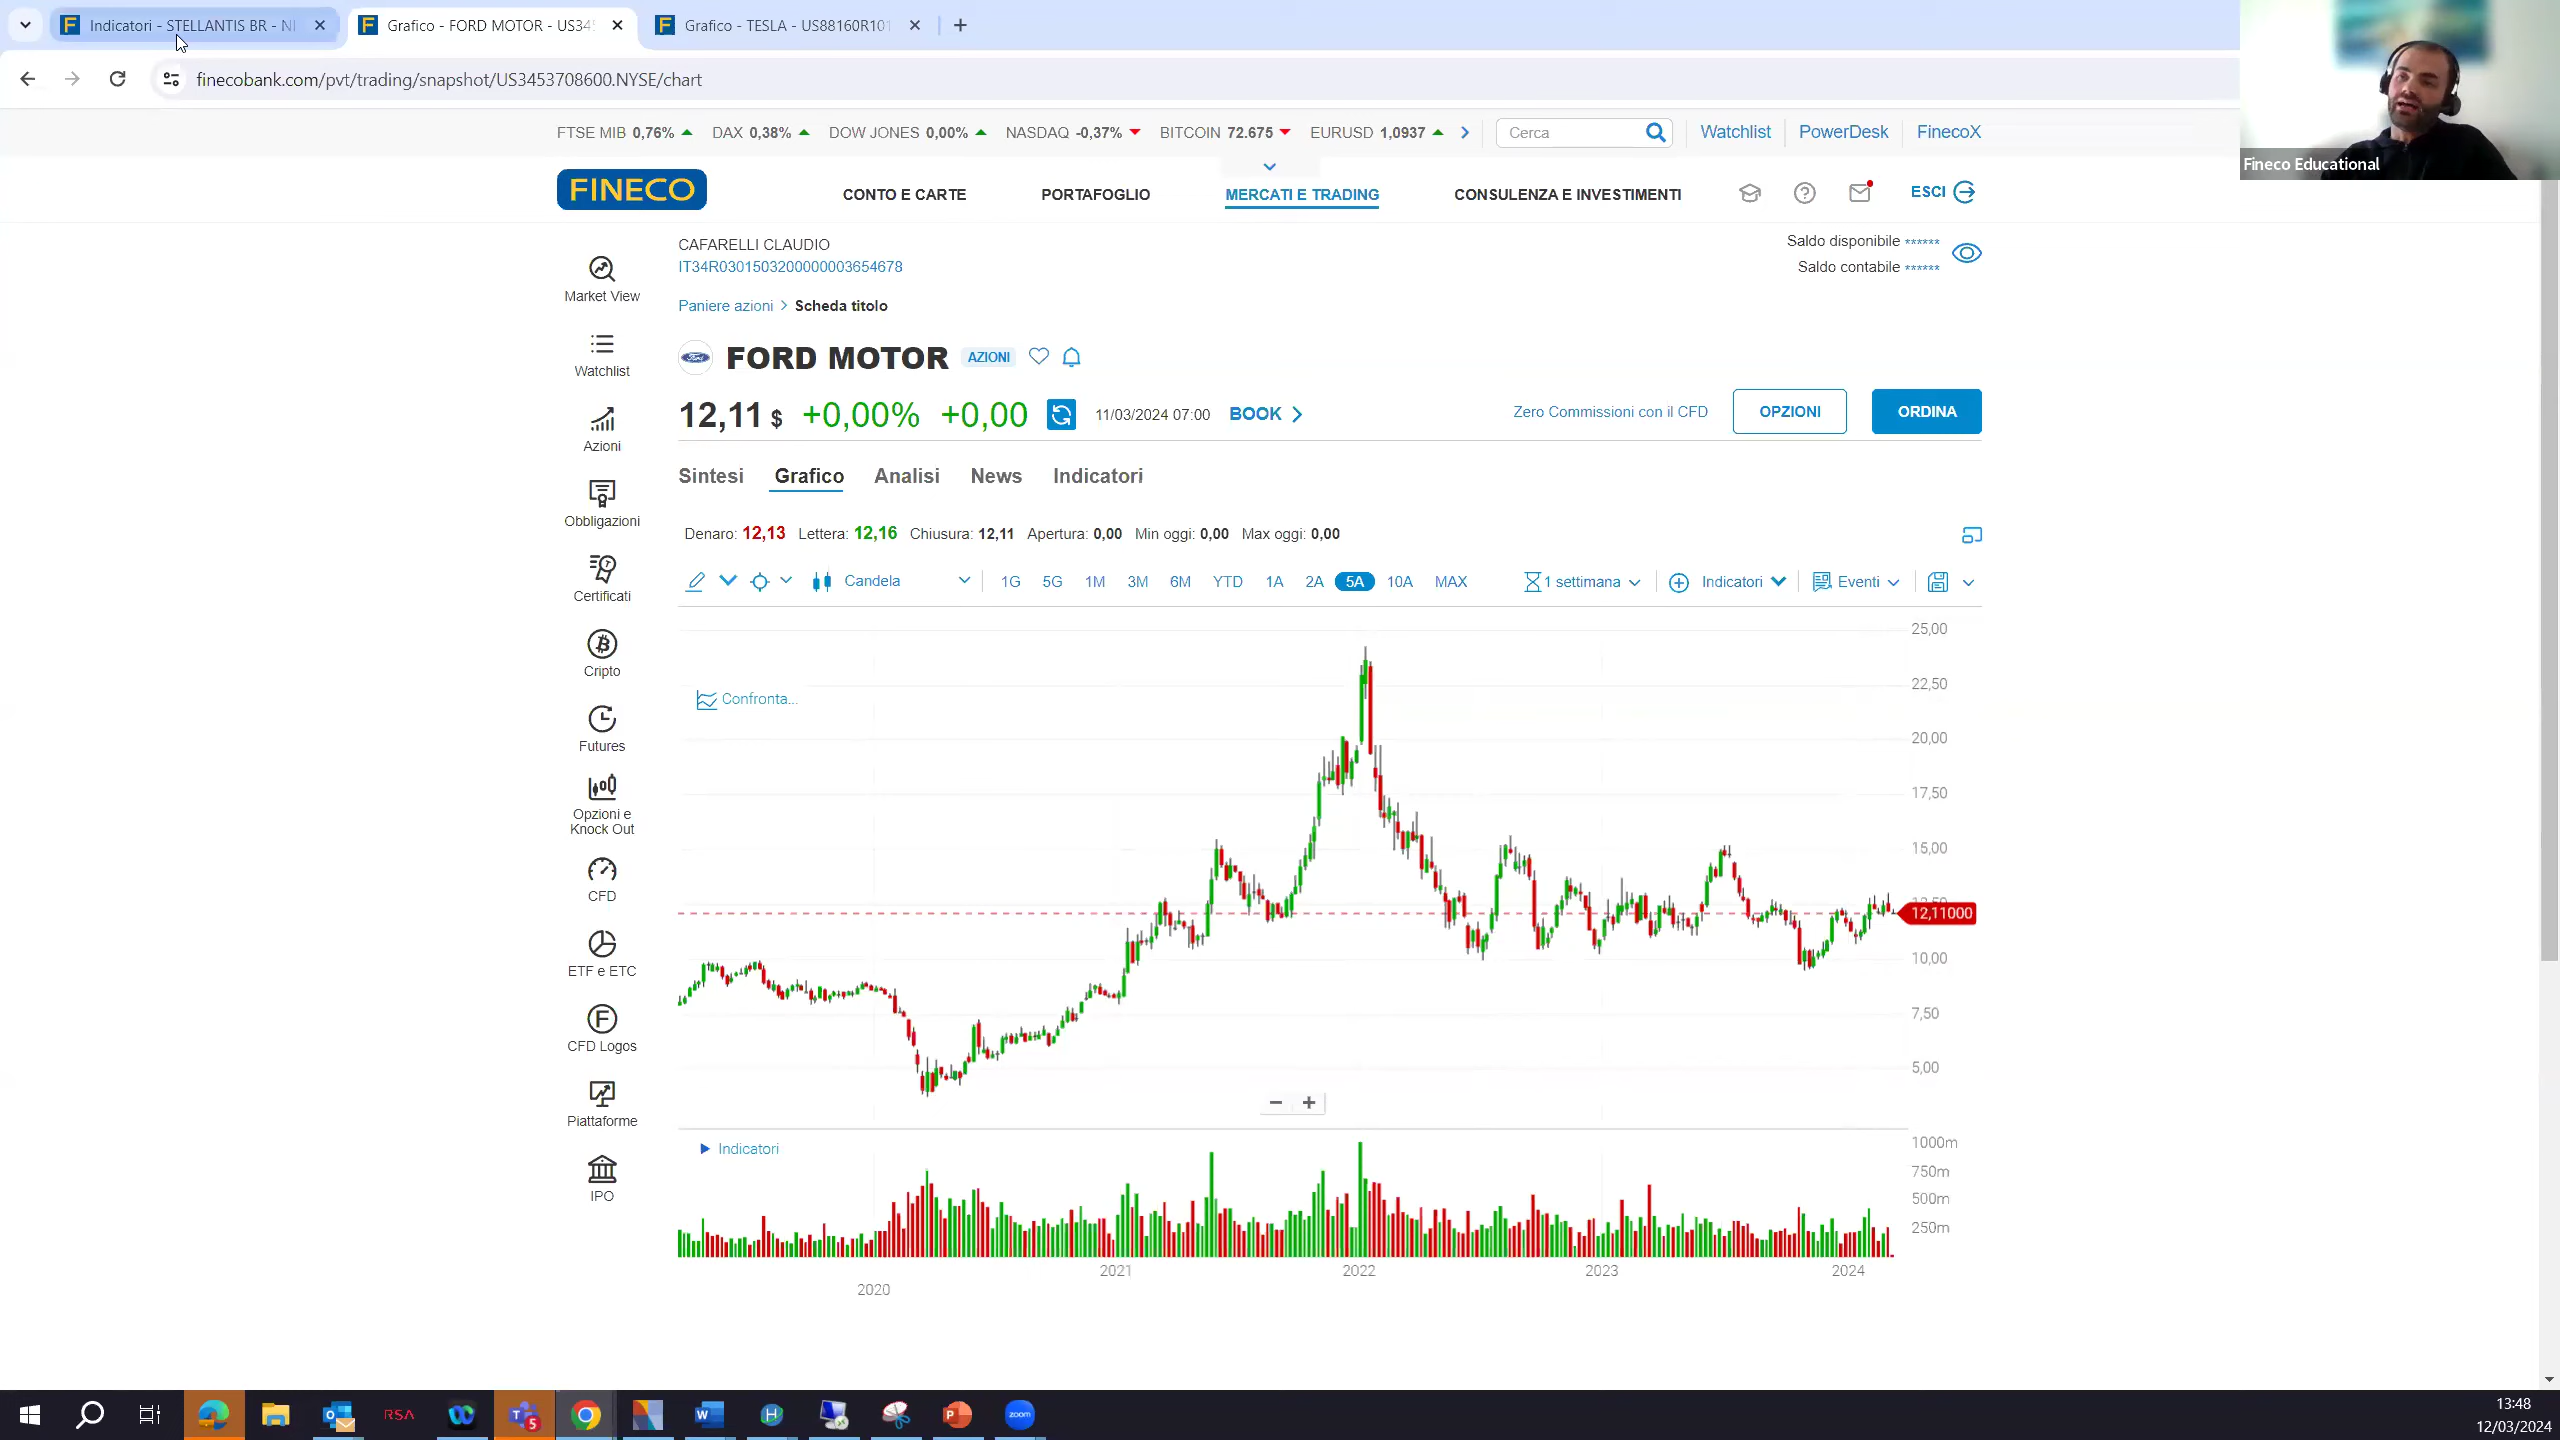 Indicatori - STELLANTIS BR - NI
Grafico - FORD MOTOR - US345
Grafico - TESLA - US88160R101
finecobank.com/pvt/trading/snapshot/US3453708600.NYSE/chart
FTSE MIB 0,76% DAX 0,38% DOW JONES 0,00% NASDAQ -0,37% BITCOIN 72.675 EURUSD 1,0937 Cerca Watchlist PowerDesk FinecoX
Fineco Educational
FINECO CONTO E CARTE PORTAFOGLIO MERCATI E TRADING CONSULENZA E INVESTIMENTI ESCI
CAFARELLI CLAUDIO
IT34R0301503200000003654678
Saldo disponibile ******
Saldo contabile ******
Paniere azioni > Scheda titolo
FORD MOTOR AZIONI
12,11 $ +0,00% +0,00 11/03/2024 07:00 BOOK Zero Commissioni con il CFD OPZIONI ORDINA
Sintesi Grafico Analisi News Indicatori
Denaro: 12,13 Lettera: 12,16 Chiusura: 12,11 Apertura: 0,00 Min oggi: 0,00 Max oggi: 0,00
Candela 1G 5G 1M 3M 6M YTD 1A 2A 5A 10A MAX 1 settimana Indicatori Eventi
Confronta...
25,00
22,50
20,00
17,50
15,00
12,11000
10,00
7,50
5,00
Indicatori
1000m
750m
500m
250m
2020
2021
2022
2023
2024
Market View
Watchlist
Azioni
Obbligazioni
Certificati
Cripto
Futures
Opzioni e
Knock Out
CFD
ETF e ETC
CFD Logos
Piattaforme
IPO
RSA
zoom
13:48
12/03/2024